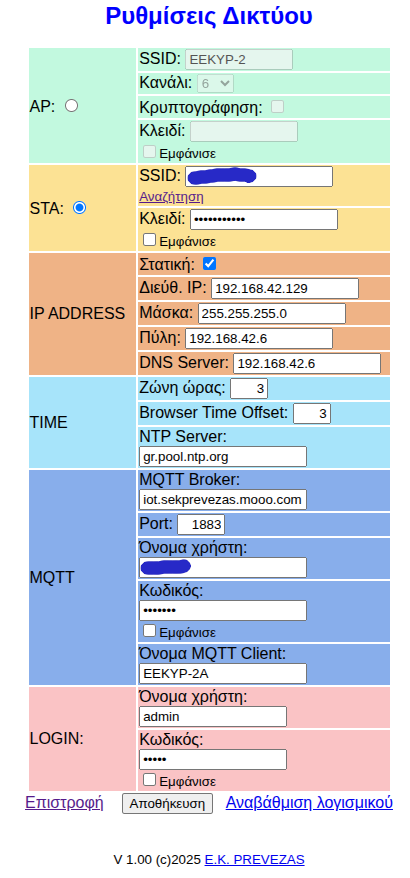 Ρυθμίσεις Δικτύου
AP:
SSID: EEKYP-2
Κανάλι: 6
Κρυπτογράφηση:
Κλειδί:
Εμφάνισε
STA:
SSID:
Αναζήτηση
Κλειδί: •••••••••••
Εμφάνισε
IP ADDRESS
Στατική:
Διεύθ. IP: 192.168.42.129
Μάσκα: 255.255.255.0
Πύλη: 192.168.42.6
DNS Server: 192.168.42.6
TIME
Ζώνη ώρας: 3
Browser Time Offset: 3
NTP Server:
gr.pool.ntp.org
MQTT
MQTT Broker:
iot.sekprevezas.mooo.com
Port: 1883
Όνομα χρήστη:
Κωδικός:
•••••••
Εμφάνισε
Όνομα MQTT Client:
EEKYP-2A
LOGIN:
Όνομα χρήστη:
admin
Κωδικός:
•••••
Εμφάνισε
Επιστροφή Αποθήκευση Αναβάθμιση λογισμικού
V 1.00 (c)2025 Ε.Κ. PREVEZAS